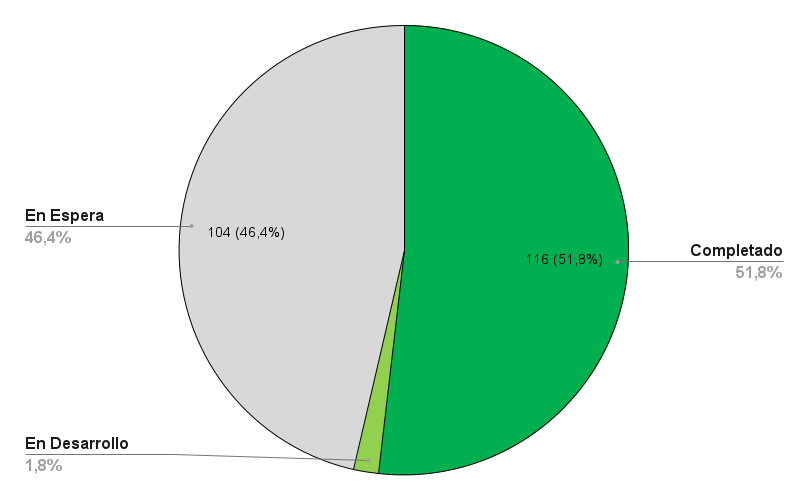 En Espera
46,4%
104 (46,4%)
116 (51,8%)
Completado
51,8%
En Desarrollo
1,8%